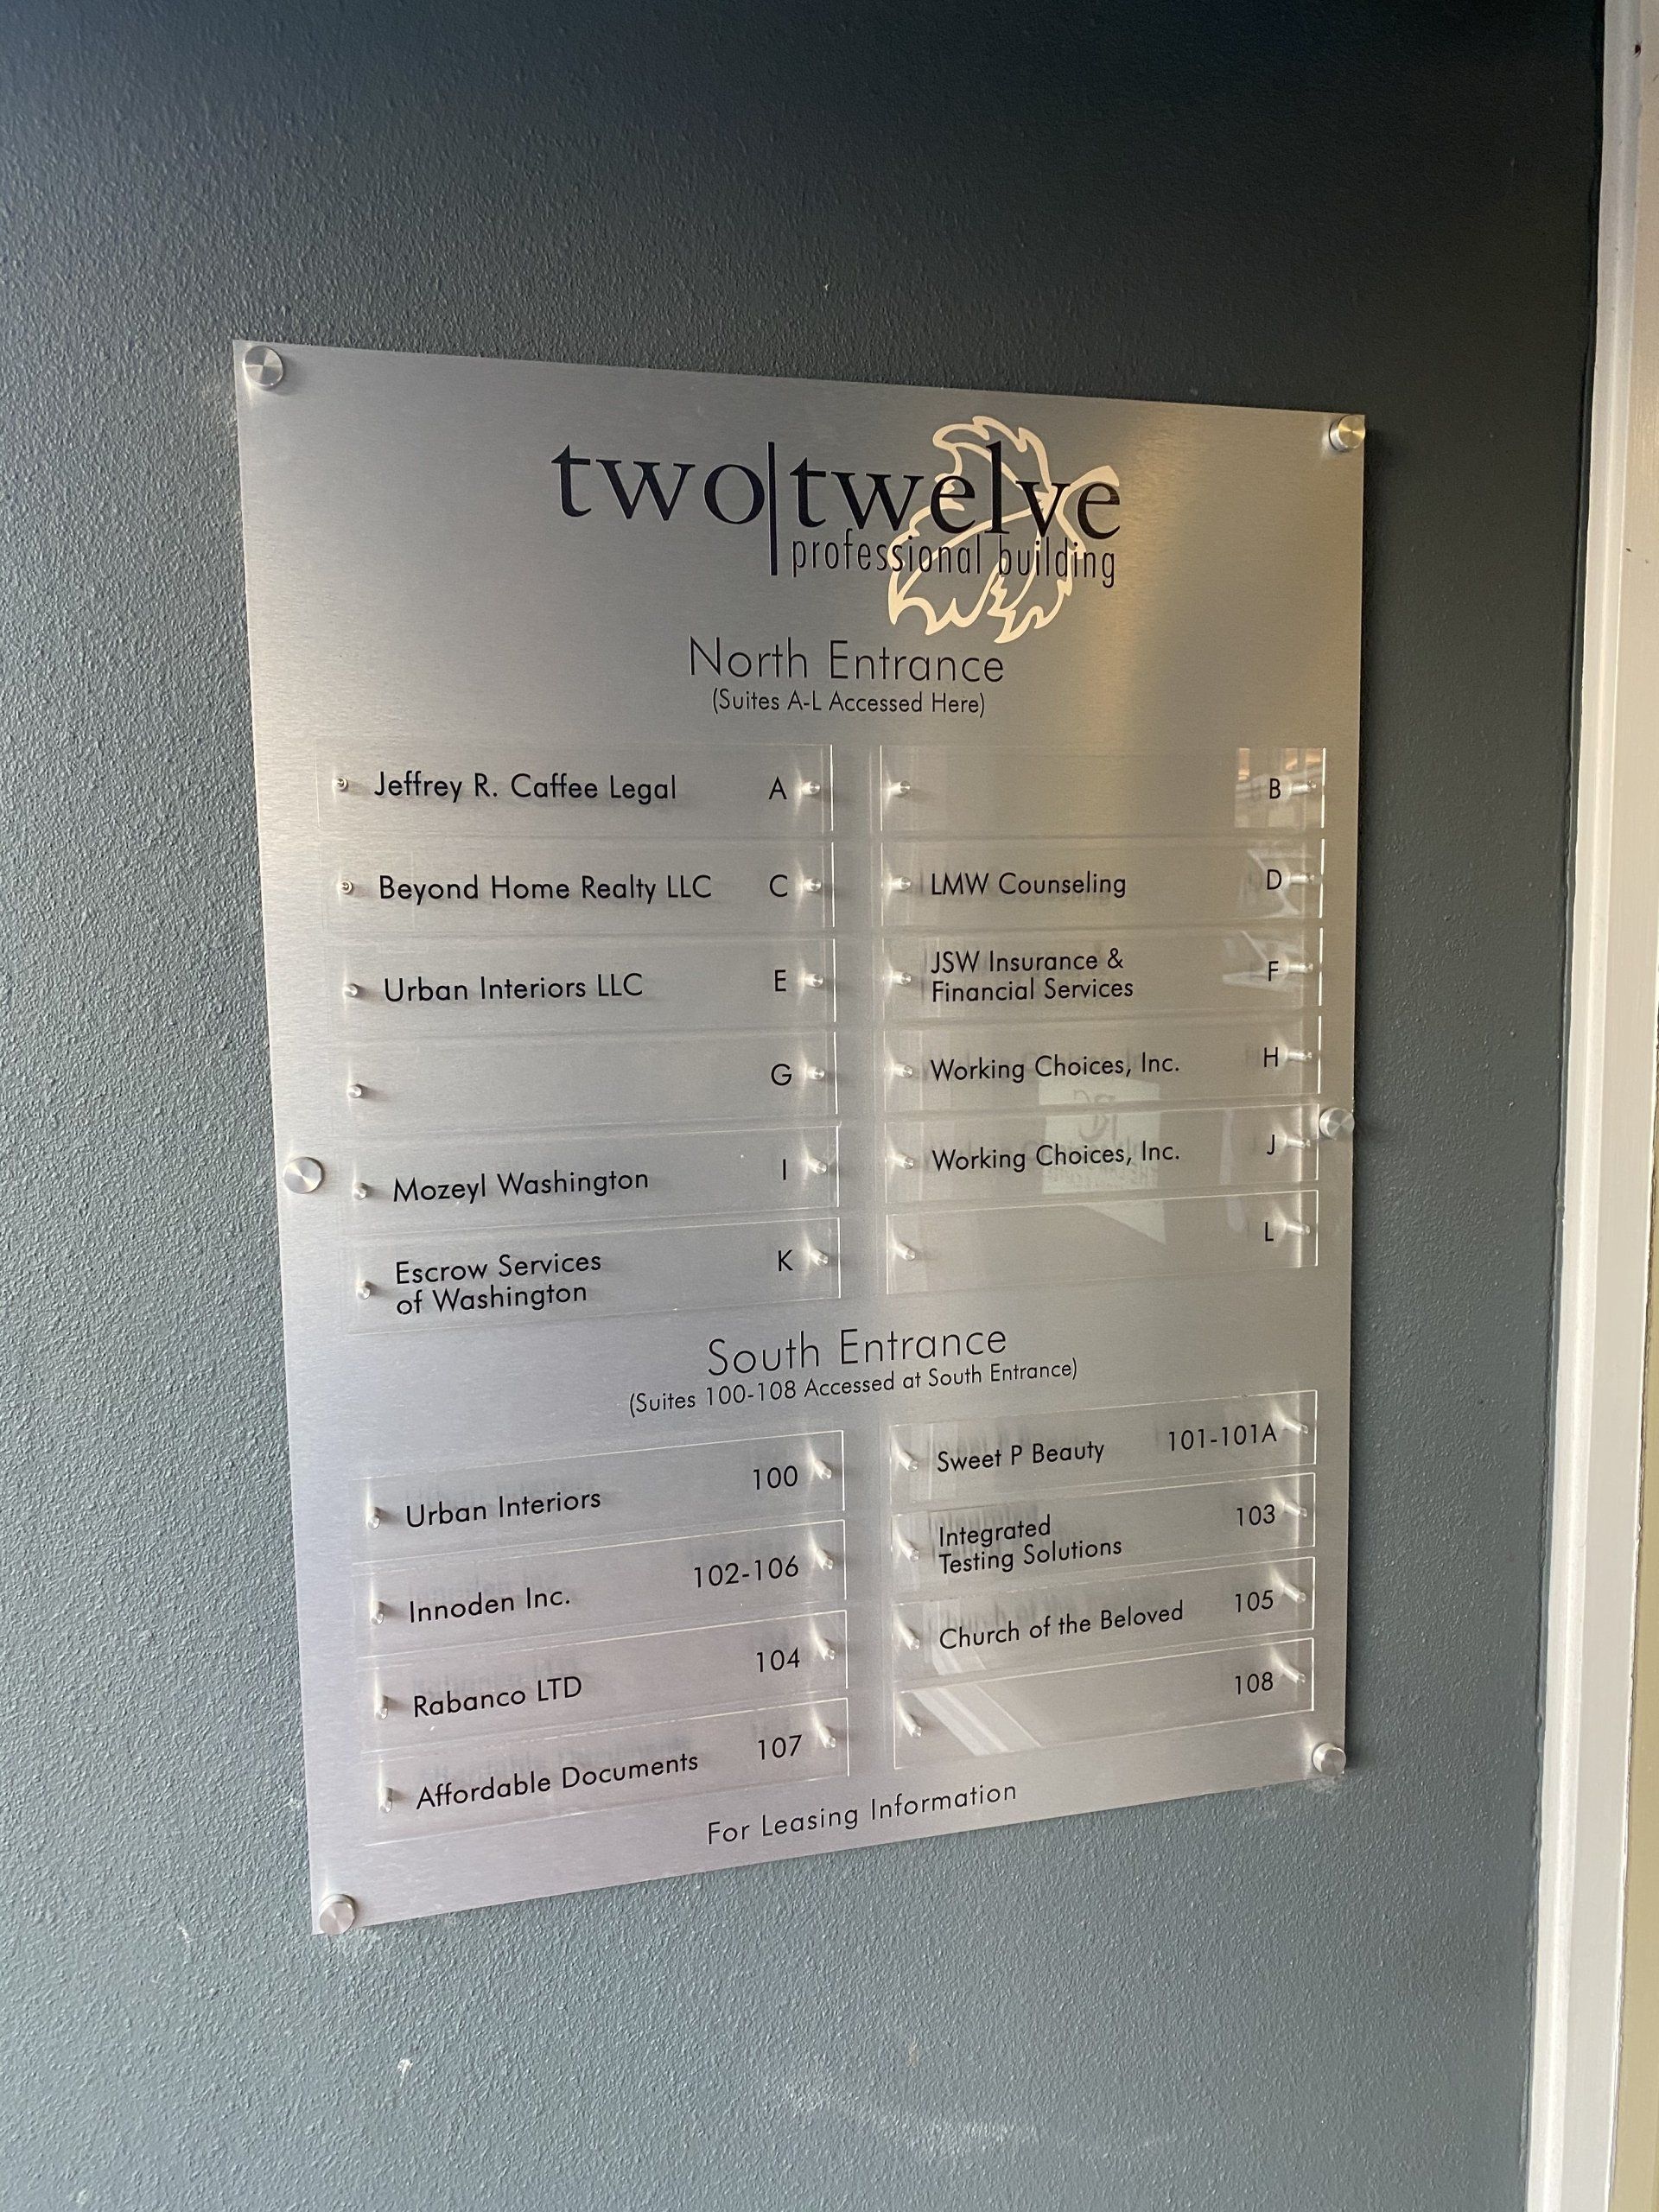 two|twelve
professional building
North Entrance
(Suites A-L Accessed Here)
Jeffrey R. Caffee Legal A
B
Beyond Home Realty LLC C
LMW Counseling D
Urban Interiors LLC E
JSW Insurance &
Financial Services F
G
Working Choices, Inc. H
Mozeyl Washington I
Working Choices, Inc. J
Escrow Services
of Washington K
L
South Entrance
(Suites 100-108 Accessed at South Entrance)
Urban Interiors 100
Sweet P Beauty 101-101A
Innoden Inc. 102-106
Integrated
Testing Solutions 103
Rabanco LTD 104
Church of the Beloved 105
Affordable Documents 107
108
For Leasing Information